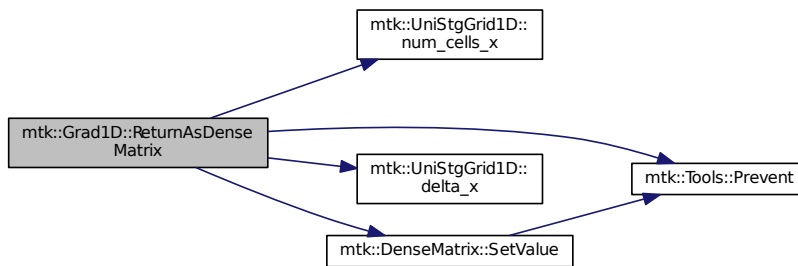 mtk::UniStgGrid1D::
num_cells_x
mtk::Grad1D::ReturnAsDense
Matrix
mtk::UniStgGrid1D::
delta_x
mtk::Tools::Prevent
mtk::DenseMatrix::SetValue